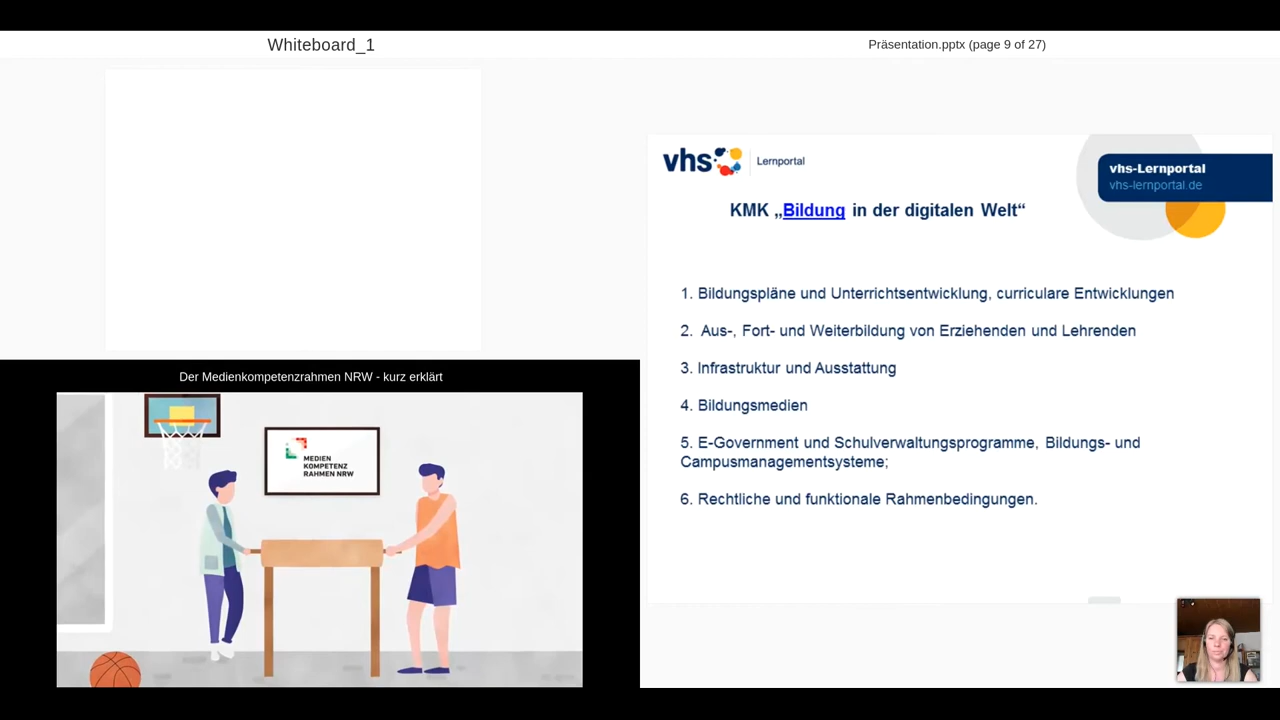 Whiteboard_1
Präsentation.pptx (page 9 of 27)
vhs
Lernportal
vhs-Lernportal
vhs-lernportal.de
KMK „Bildung in der digitalen Welt“
1. Bildungspläne und Unterrichtsentwicklung, curriculare Entwicklungen
2. Aus-, Fort- und Weiterbildung von Erziehenden und Lehrenden
3. Infrastruktur und Ausstattung
4. Bildungsmedien
5. E-Government und Schulverwaltungsprogramme, Bildungs- und
Campusmanagementsysteme;
6. Rechtliche und funktionale Rahmenbedingungen.
Der Medienkompetenzrahmen NRW - kurz erklärt
MEDIEN
KOMPETENZ
RAHMEN NRW